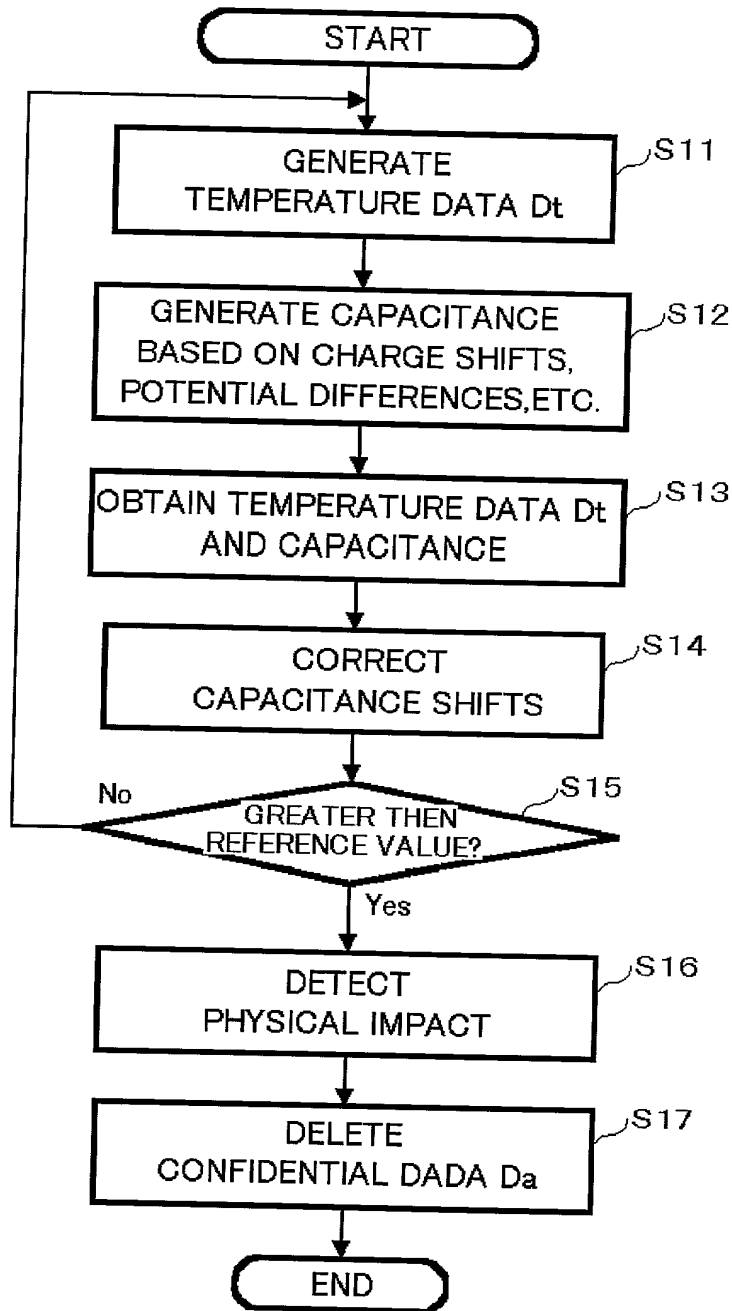 START
GENERATE
TEMPERATURE DATA Dt
S11
GENERATE CAPACITANCE
BASED ON CHARGE SHIFTS,
POTENTIAL DIFFERENCES,ETC.
S12
OBTAIN TEMPERATURE DATA Dt
AND CAPACITANCE
S13
CORRECT
CAPACITANCE SHIFTS
S14
No
GREATER THEN
REFERENCE VALUE?
S15
Yes
DETECT
PHYSICAL IMPACT
S16
DELETE
CONFIDENTIAL DADA Da
S17
END